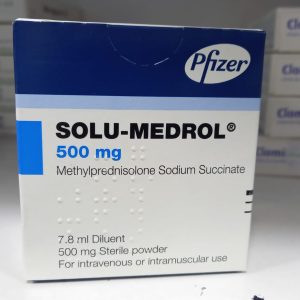 Pfizer
SOLU-MEDROL®
500 mg
Methylprednisolone Sodium Succinate
7.8 ml Diluent
500 mg Sterile powder
For intravenous or intramuscular use